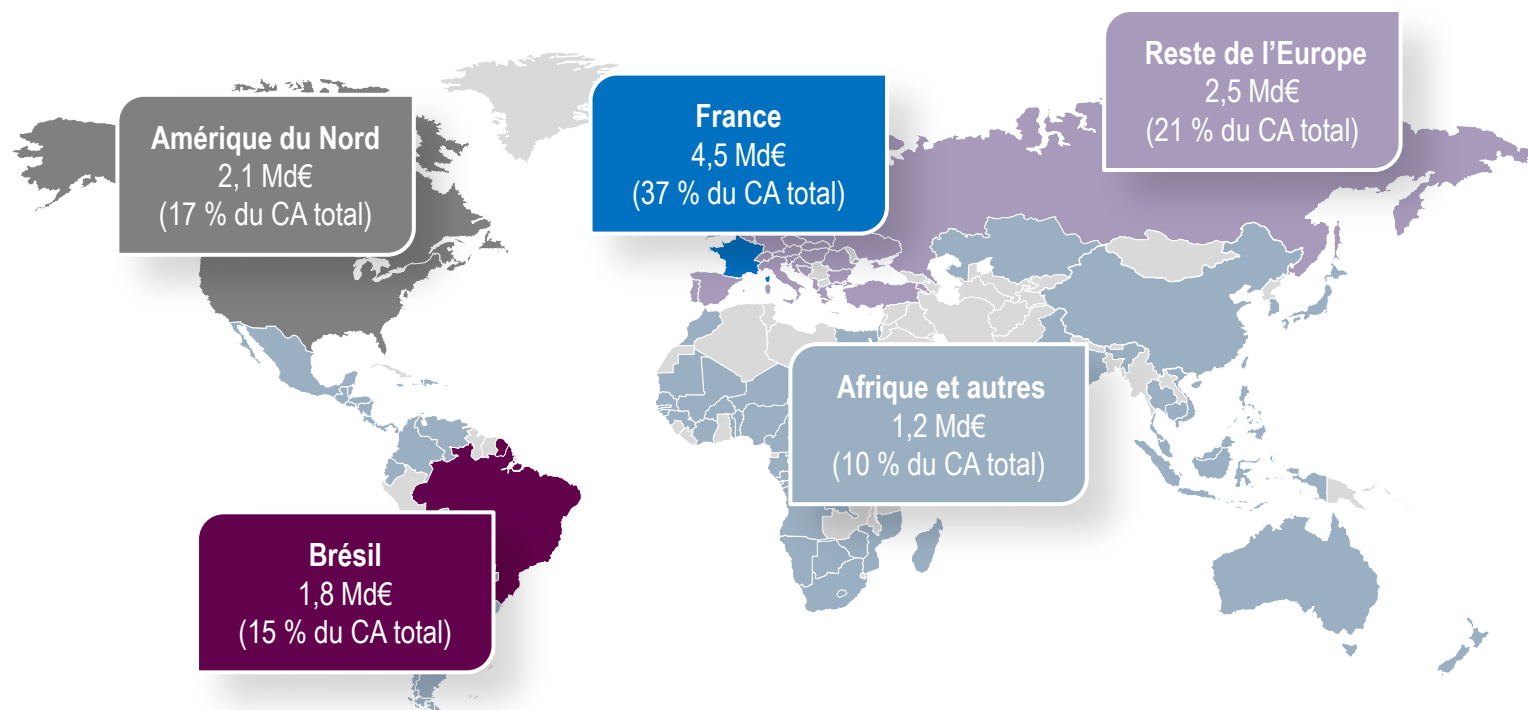 Reste de l’Europe
2,5 Md€
(21 % du CA total)
France
4,5 Md€
(37 % du CA total)
Amérique du Nord
2,1 Md€
(17 % du CA total)
Afrique et autres
1,2 Md€
(10 % du CA total)
Brésil
1,8 Md€
(15 % du CA total)